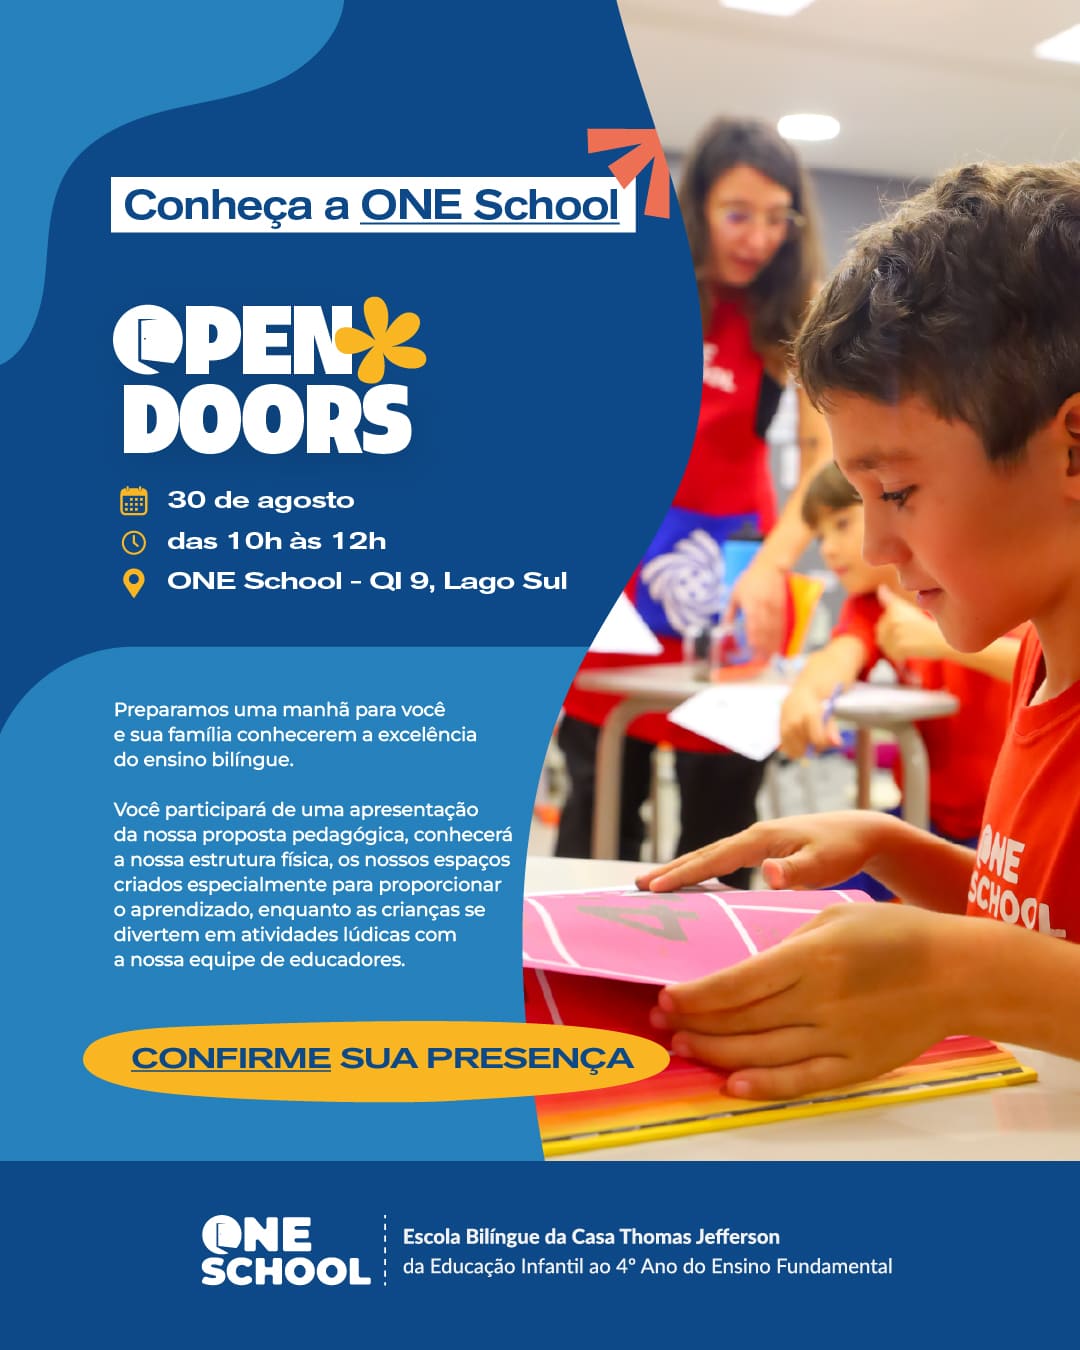 Conheça a ONE School
OPEN
DOORS
30 de agosto
das 10h às 12h
ONE School - QI 9, Lago Sul
Preparamos uma manhã para você
e sua família conhecerem a excelência
do ensino bilíngue.
Você participará de uma apresentação
da nossa proposta pedagógica, conhecerá
a nossa estrutura física, os nossos espaços
criados especialmente para proporcionar
o aprendizado, enquanto as crianças se
divertem em atividades lúdicas com
a nossa equipe de educadores.
CONFIRME SUA PRESENÇA
ONE
SCHOOL
4
ONE
SCHOOL
Escola Bilíngue da Casa Thomas Jefferson
da Educação Infantil ao 4º Ano do Ensino Fundamental